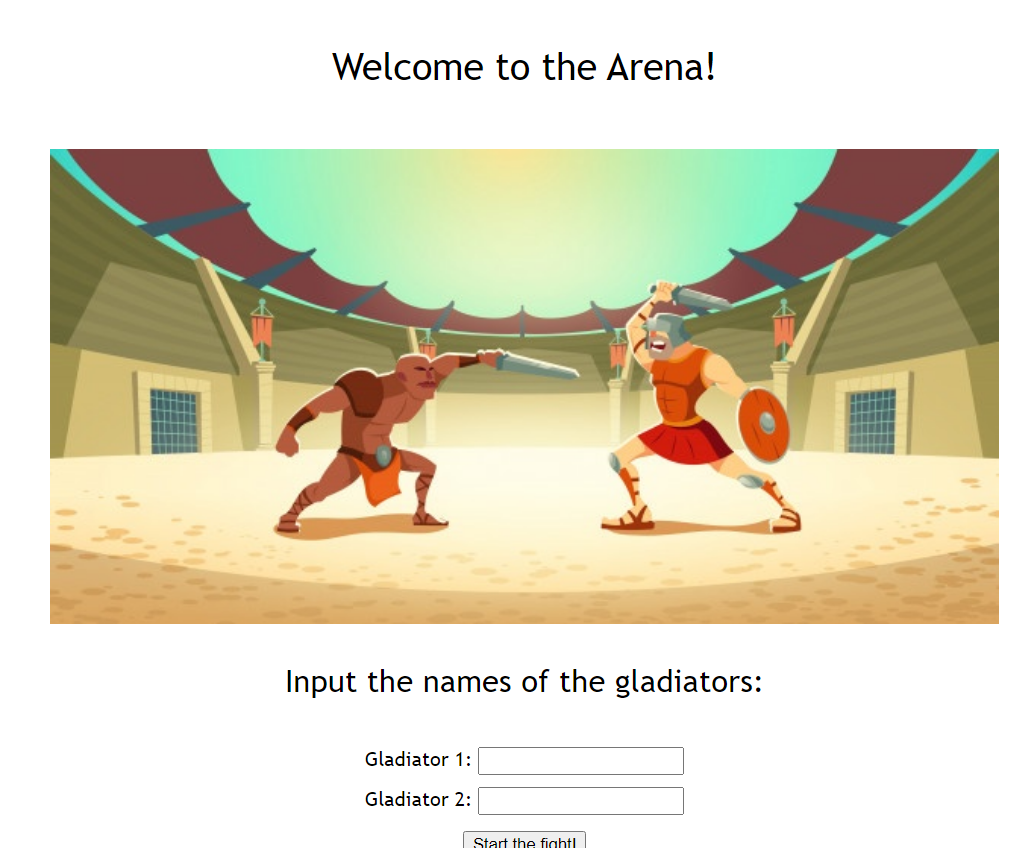 Welcome to the Arena!
Input the names of the gladiators:
Gladiator 1:
Gladiator 2:
Start the fight!